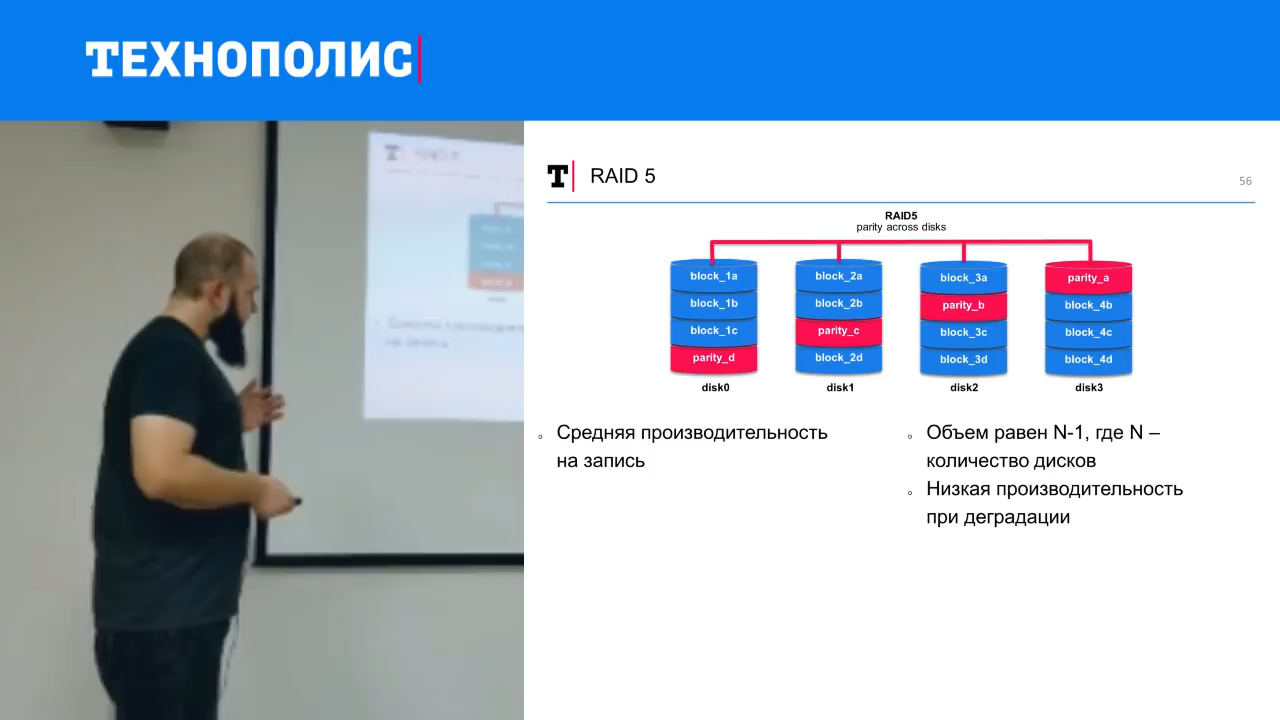 ТЕХНОПОЛИС
T RAID 5
56
RAID5
parity across disks
block_1a block_2a block_3a parity_a
block_1b block_2b parity_b block_4b
block_1c parity_c block_3c block_4c
parity_d block_2d block_3d block_4d
disk0 disk1 disk2 disk3
Средняя производительность
на запись
Объем равен N-1, где N –
количество дисков
Низкая производительность
при деградации